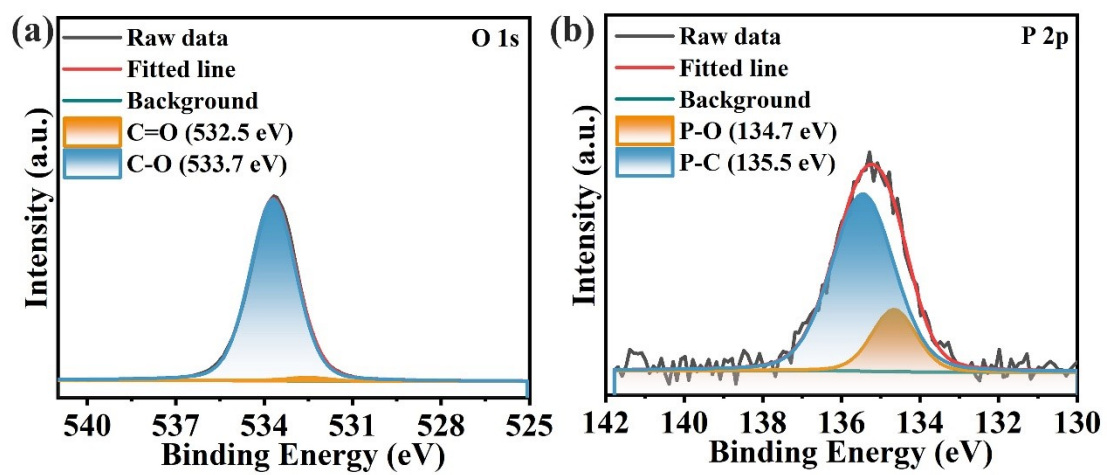 (a)
O 1s
Raw data
Fitted line
Background
C=O (532.5 eV)
C-O (533.7 eV)
Intensity (a.u.)
540 537 534 531 528 525
Binding Energy (eV)
(b)
P 2p
Raw data
Fitted line
Background
P-O (134.7 eV)
P-C (135.5 eV)
Intensity (a.u.)
142 140 138 136 134 132 130
Binding Energy (eV)